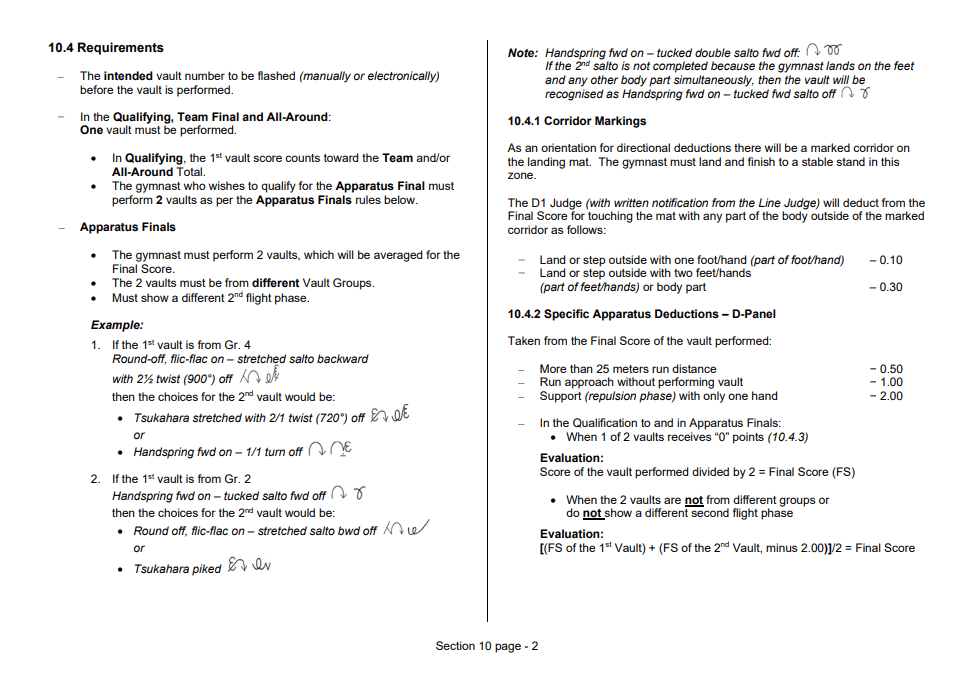 10.4 Requirements
– The intended vault number to be flashed (manually or electronically)
before the vault is performed.
– In the Qualifying, Team Final and All-Around:
One vault must be performed.
• In Qualifying, the 1st vault score counts toward the Team and/or
All-Around Total.
• The gymnast who wishes to qualify for the Apparatus Final must
perform 2 vaults as per the Apparatus Finals rules below.
– Apparatus Finals
• The gymnast must perform 2 vaults, which will be averaged for the
Final Score.
• The 2 vaults must be from different Vault Groups.
• Must show a different 2nd flight phase.
Example:
1. If the 1st vault is from Gr. 4
Round-off, flic-flac on – stretched salto backward
with 2½ twist (900°) off
then the choices for the 2nd vault would be:
• Tsukahara stretched with 2/1 twist (720°) off
or
• Handspring fwd on – 1/1 turn off
2. If the 1st vault is from Gr. 2
Handspring fwd on – tucked salto fwd off
then the choices for the 2nd vault would be:
• Round off, flic-flac on – stretched salto bwd off
or
• Tsukahara piked
Note: Handspring fwd on – tucked double salto fwd off:
If the 2nd salto is not completed because the gymnast lands on the feet
and any other body part simultaneously, then the vault will be
recognised as Handspring fwd on – tucked fwd salto off
10.4.1 Corridor Markings
As an orientation for directional deductions there will be a marked corridor on
the landing mat. The gymnast must land and finish to a stable stand in this
zone.
The D1 Judge (with written notification from the Line Judge) will deduct from the
Final Score for touching the mat with any part of the body outside of the marked
corridor as follows:
– Land or step outside with one foot/hand (part of foot/hand) – 0.10
– Land or step outside with two feet/hands
(part of feet/hands) or body part – 0.30
10.4.2 Specific Apparatus Deductions – D-Panel
Taken from the Final Score of the vault performed:
– More than 25 meters run distance – 0.50
– Run approach without performing vault – 1.00
– Support (repulsion phase) with only one hand – 2.00
– In the Qualification to and in Apparatus Finals:
• When 1 of 2 vaults receives “0” points (10.4.3)
Evaluation:
Score of the vault performed divided by 2 = Final Score (FS)
• When the 2 vaults are not from different groups or
do not show a different second flight phase
Evaluation:
[(FS of the 1st Vault) + (FS of the 2nd Vault, minus 2.00)]/2 = Final Score
Section 10 page - 2